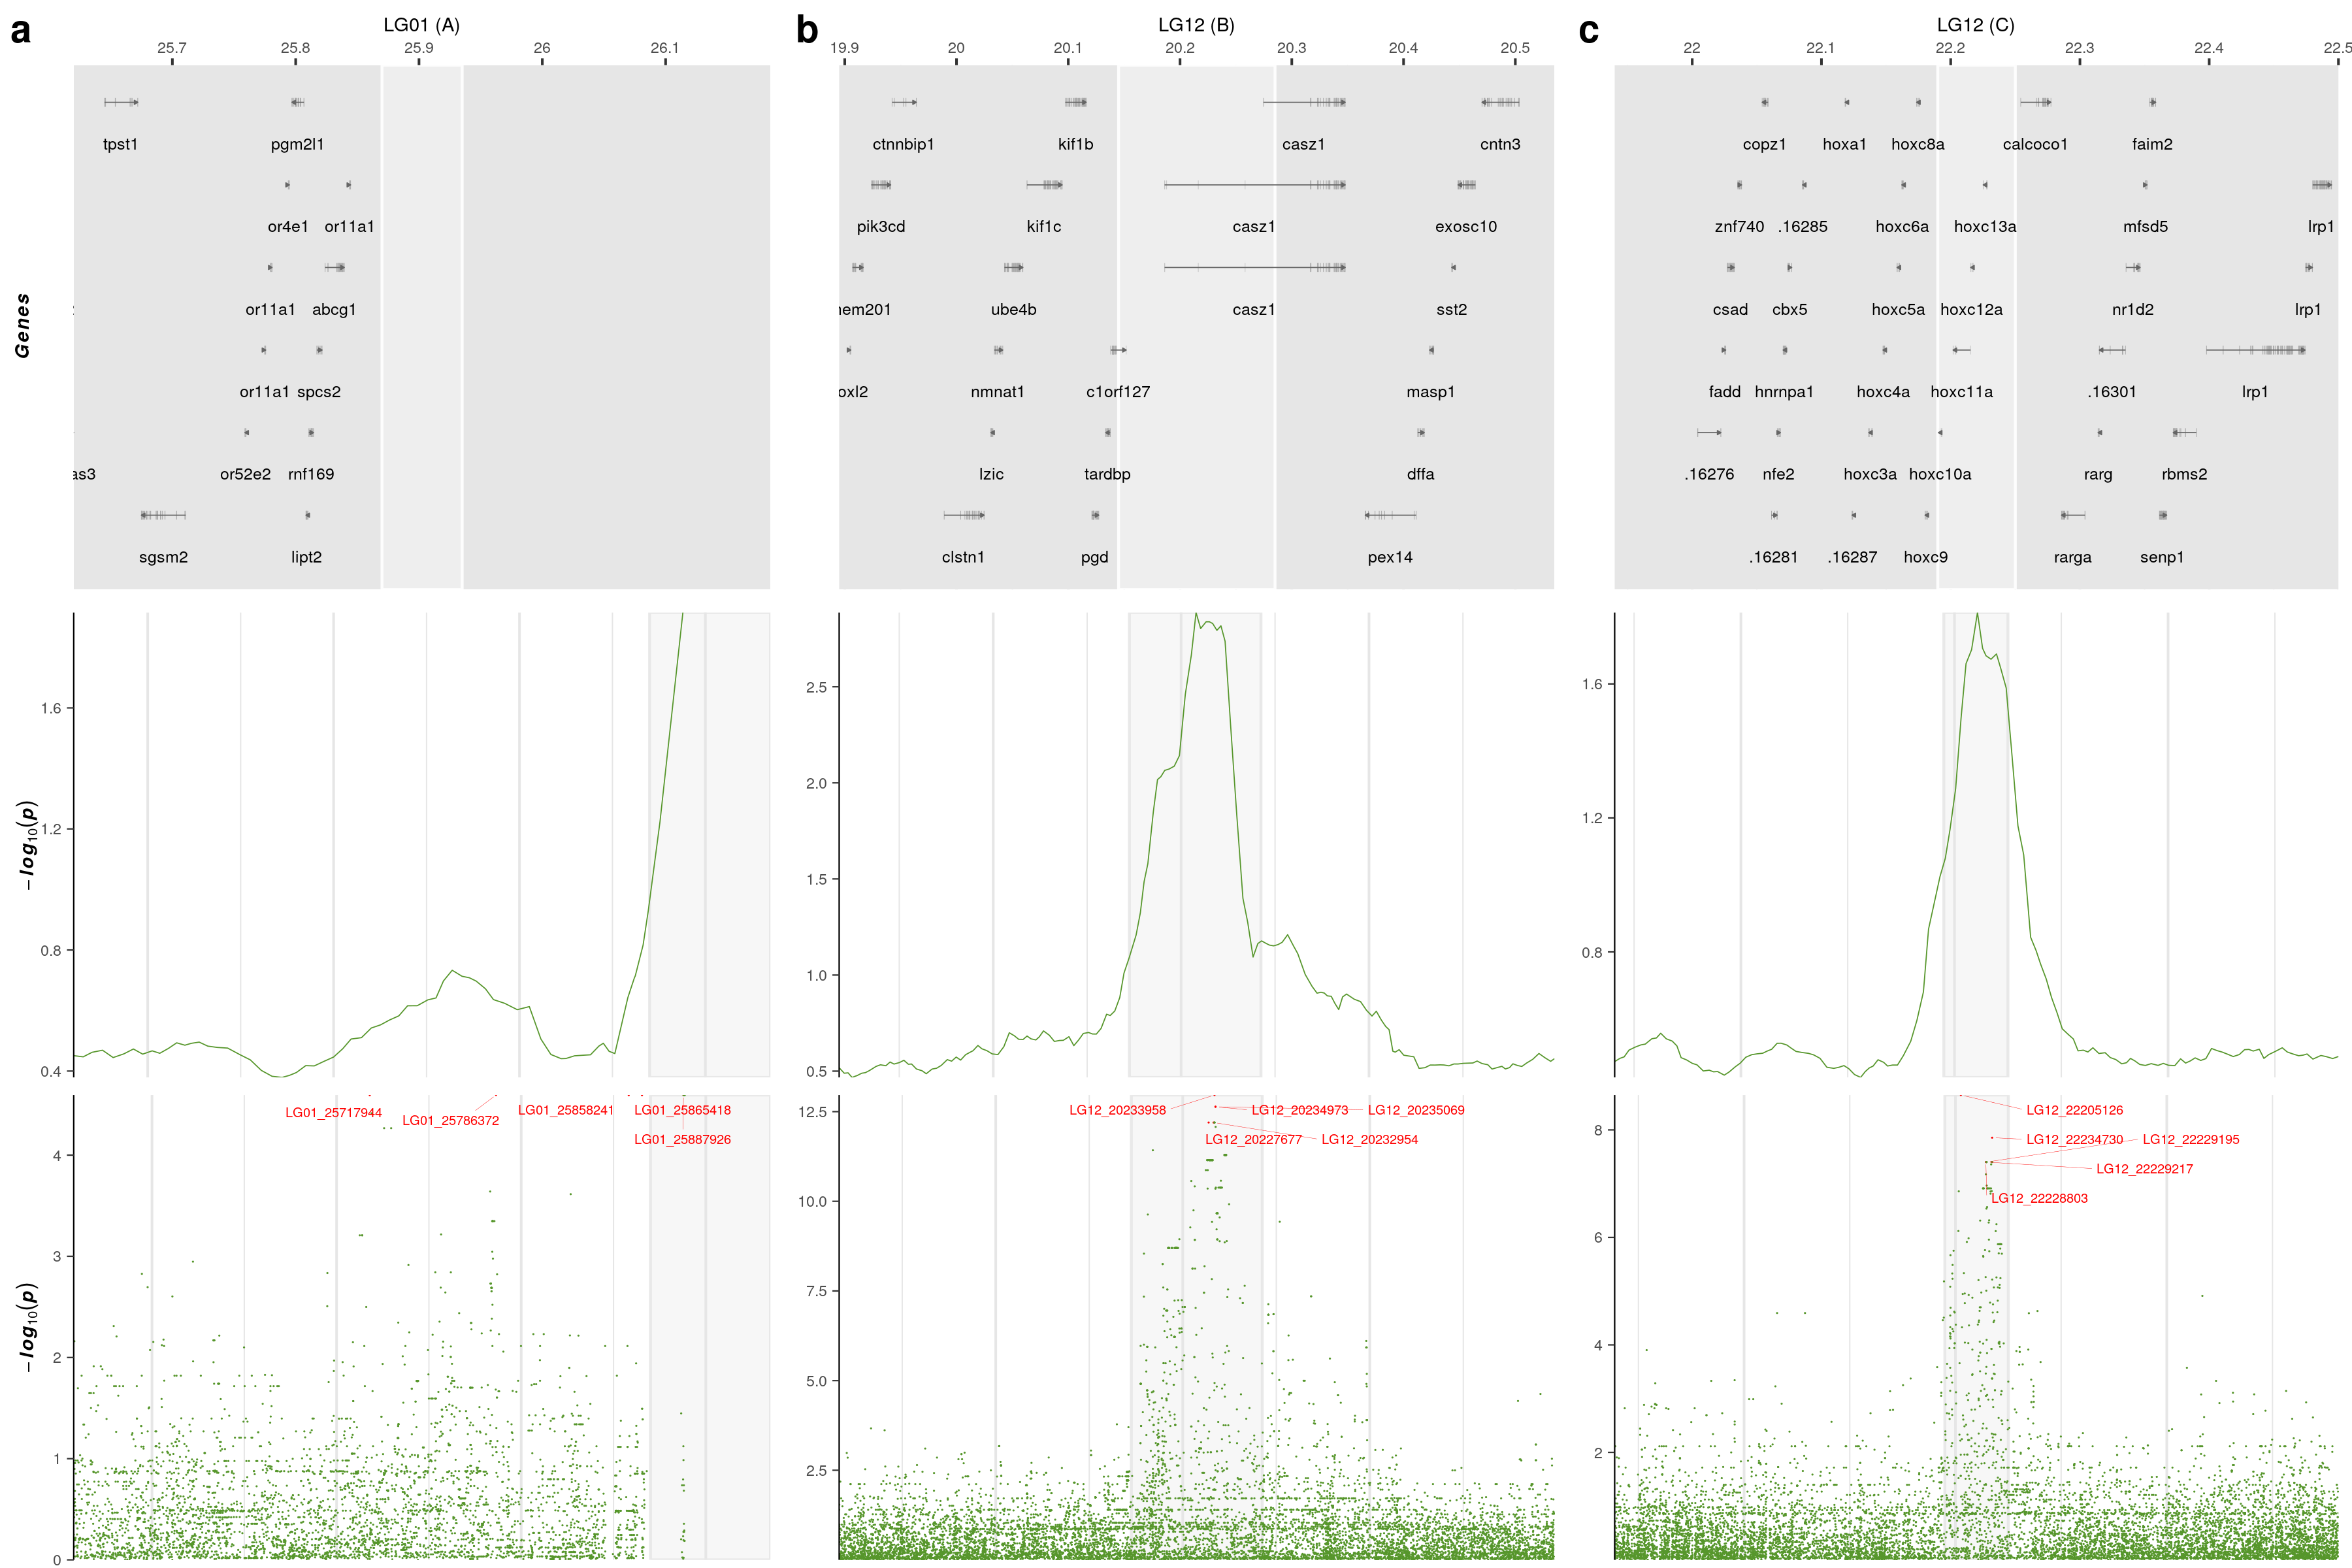 a
LG01 (A)
25.7 25.8 25.9 26 26.1
Genes
tpst1 pgm2l1
or4e1 or11a1
or11a1 abcg1
or11a1 spcs2
as3 or52e2 rnf169
sgsm2 lipt2
−log10(p)
1.6
1.2
0.8
0.4
−log10(p)
4
3
2
1
0
LG01_25717944 LG01_25786372 LG01_25858241 LG01_25865418
LG01_25887926
b
LG12 (B)
19.9 20 20.1 20.2 20.3 20.4 20.5
ctnnbip1 kif1b casz1 cntn3
pik3cd kif1c casz1 exosc10
em201 ube4b casz1 sst2
oxl2 nmnat1 c1orf127 masp1
lzic tardbp dffa
clstn1 pgd pex14
2.5
2.0
1.5
1.0
0.5
12.5
10.0
7.5
5.0
2.5
LG12_20233958 LG12_20234973 LG12_20235069
LG12_20227677 LG12_20232954
c
LG12 (C)
22 22.1 22.2 22.3 22.4 22.5
copz1 hoxa1 hoxc8a calcoco1 faim2
znf740 .16285 hoxc6a hoxc13a mfsd5 lrp1
csad cbx5 hoxc5a hoxc12a nr1d2 lrp1
fadd hnrnpa1 hoxc4a hoxc11a .16301 lrp1
.16276 nfe2 hoxc3a hoxc10a rarg rbms2
.16281 .16287 hoxc9 rarga senp1
1.6
1.2
0.8
8
6
4
2
LG12_22205126
LG12_22234730 LG12_22229195
LG12_22229217
LG12_22228803